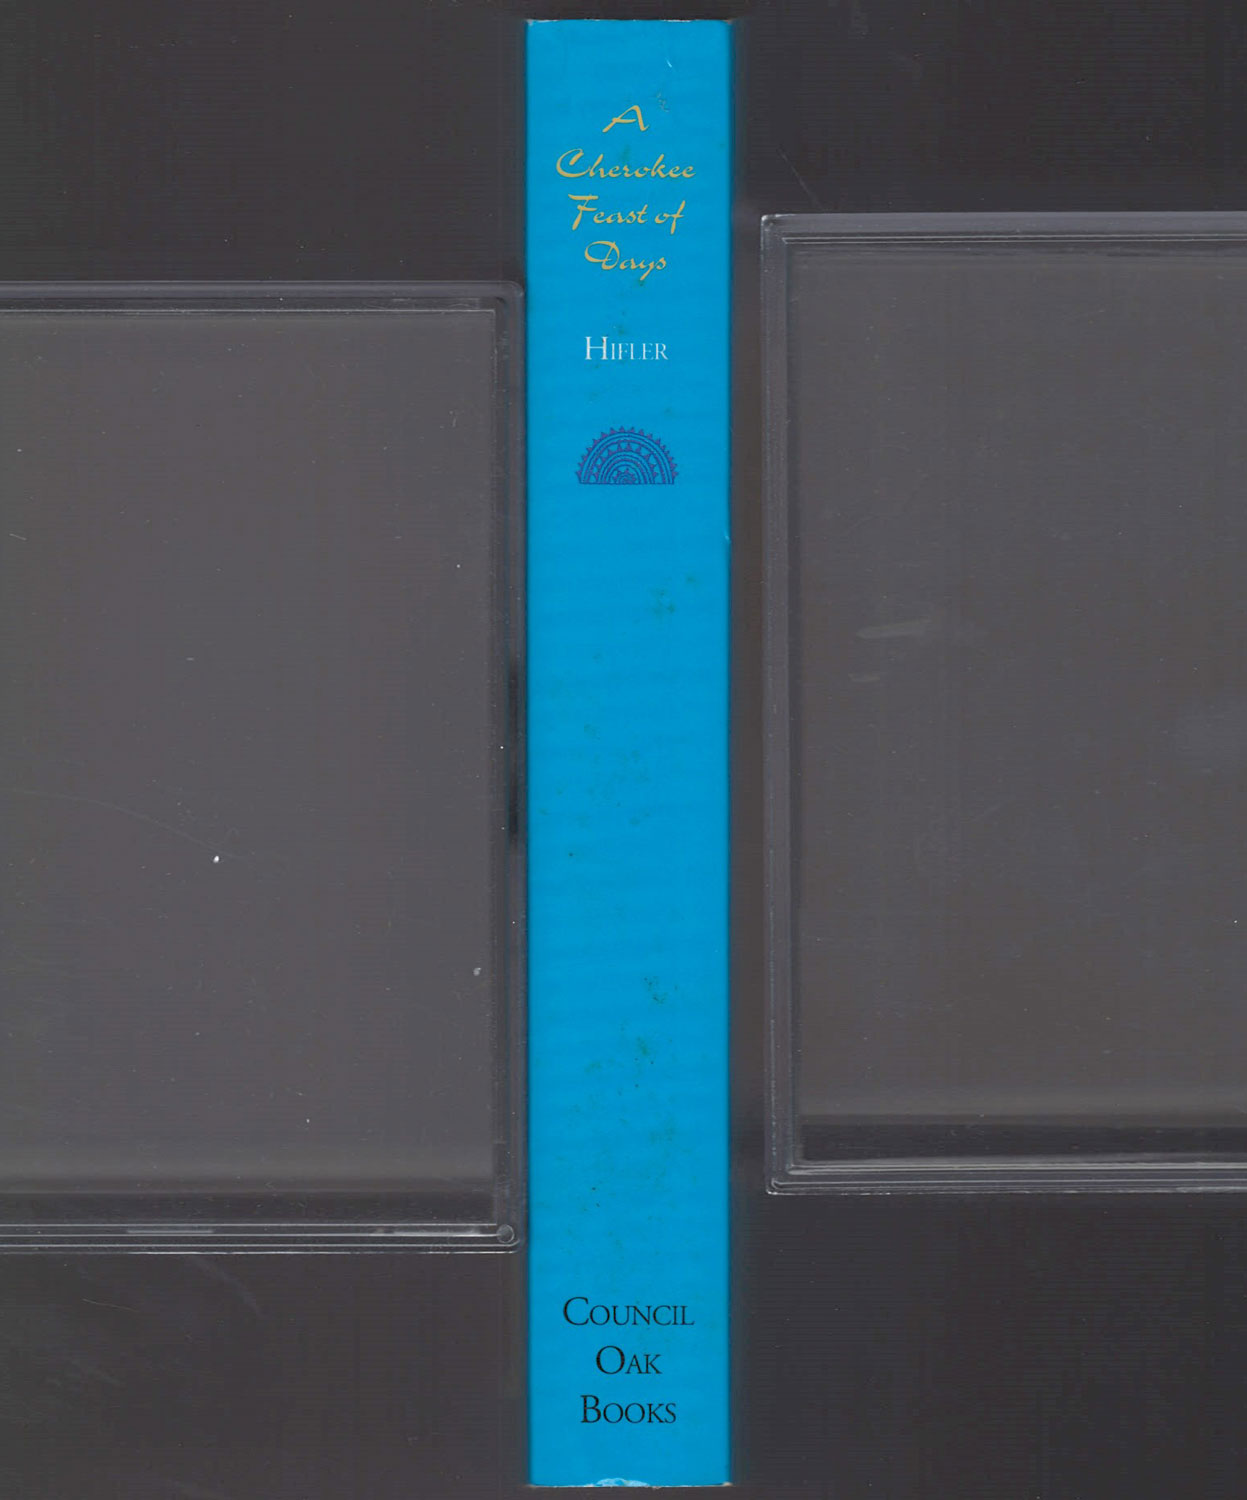 A
Cherokee
Feast of
Days
HIFLER
COUNCIL
OAK
BOOKS